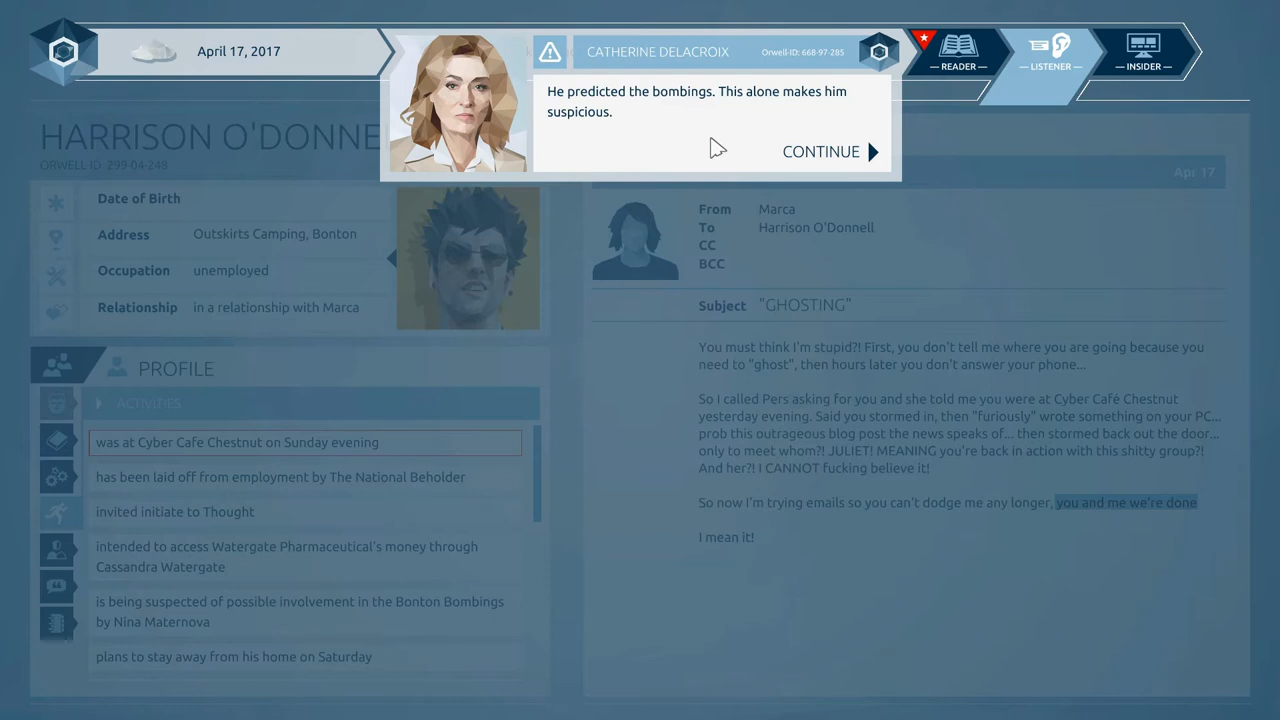 April 17, 2017
CATHERINE DELACROIX
Orwell-ID: 668-97-285
He predicted the bombings. This alone makes him
suspicious.
CONTINUE
— READER —
— LISTENER —
— INSIDER —
HARRISON O'DONNE
ORWELL-ID 299-04-248
Date of Birth
Address Outskirts Camping, Bonton
Occupation unemployed
Relationship in a relationship with Marca
PROFILE
ACTIVITIES
was at Cyber Cafe Chestnut on Sunday evening
has been laid off from employment by The National Beholder
invited initiate to Thought
intended to access Watergate Pharmaceutical's money through
Cassandra Watergate
is being suspected of possible involvement in the Bonton Bombings
by Nina Maternova
plans to stay away from his home on Saturday
Apr 17
From Marca
To Harrison O'Donnell
CC
BCC
Subject "GHOSTING"
You must think I'm stupid?! First, you don't tell me where you are going because you
need to "ghost", then hours later you don't answer your phone...
So I called Pers asking for you and she told me you were at Cyber Café Chestnut
yesterday evening. Said you stormed in, then "furiously" wrote something on your PC...
prob this outrageous blog post the news speaks of... then stormed back out the door...
only to meet whom?! JULIET! MEANING you're back in action with this shitty group?!
And her?! I CANNOT fucking believe it!
So now I'm trying emails so you can't dodge me any longer, you and me we're done
I mean it!